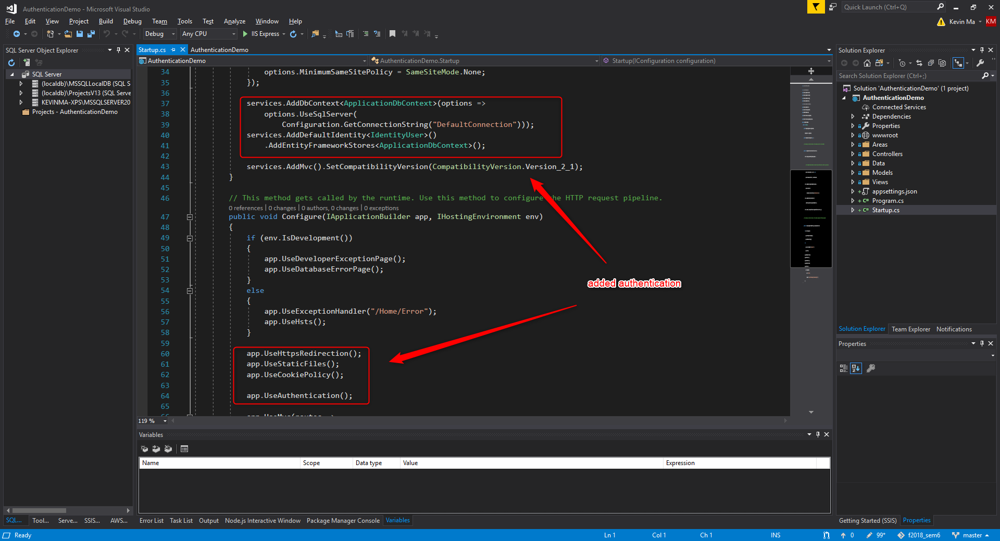 AuthenticationDemo - Microsoft Visual Studio
Quick Launch (Ctrl+Q)
File Edit View Project Build Debug Team Tools Test Analyze Window Help
Kevin Ma KM
Debug Any CPU IIS Express
SQL Server Object Explorer
SQL Server
(localdb)\MSSQLLocalDB (SQL S
(localdb)\ProjectsV13 (SQL Serve
KEVINMA-XPS\MSSQLSERVER20
Projects - AuthenticationDemo
Startup.cs AuthenticationDemo
AuthenticationDemo AuthenticationDemo.Startup Startup(IConfiguration configuration)
34 options.MinimumSameSitePolicy = SameSiteMode.None;
35 });
36
37 services.AddDbContext<ApplicationDbContext>(options =>
38 options.UseSqlServer(
39 Configuration.GetConnectionString("DefaultConnection")));
40 services.AddDefaultIdentity<IdentityUser>()
41 .AddEntityFrameworkStores<ApplicationDbContext>();
42
43 services.AddMvc().SetCompatibilityVersion(CompatibilityVersion.Version_2_1);
44 }
45
46 // This method gets called by the runtime. Use this method to configure the HTTP request pipeline.
0 references | 0 changes | 0 authors, 0 changes | 0 exceptions
47 public void Configure(IApplicationBuilder app, IHostingEnvironment env)
48 {
49 if (env.IsDevelopment())
50 {
51 app.UseDeveloperExceptionPage();
52 app.UseDatabaseErrorPage();
53 }
54 else
55 {
56 app.UseExceptionHandler("/Home/Error");
57 app.UseHsts();
58 }
59
60 app.UseHttpsRedirection();
61 app.UseStaticFiles();
62 app.UseCookiePolicy();
63
64 app.UseAuthentication();
65
added authentication
119 %
Solution Explorer
Search Solution Explorer (Ctrl+;)
Solution 'AuthenticationDemo' (1 project)
AuthenticationDemo
Connected Services
Dependencies
Properties
wwwroot
Areas
Controllers
Data
Models
Views
appsettings.json
C# Program.cs
C# Startup.cs
Solution Explorer Team Explorer Notifications
Properties
Variables
Name Scope Data type Value Expression
SQL... Tool... Serve... SSIS... AWS...
Error List Task List Output Node.js Interactive Window Package Manager Console Variables
Getting Started (SSIS) Properties
Ready Ln 1 Col 1 Ch 1 INS 0 99* f2018_sem6 master